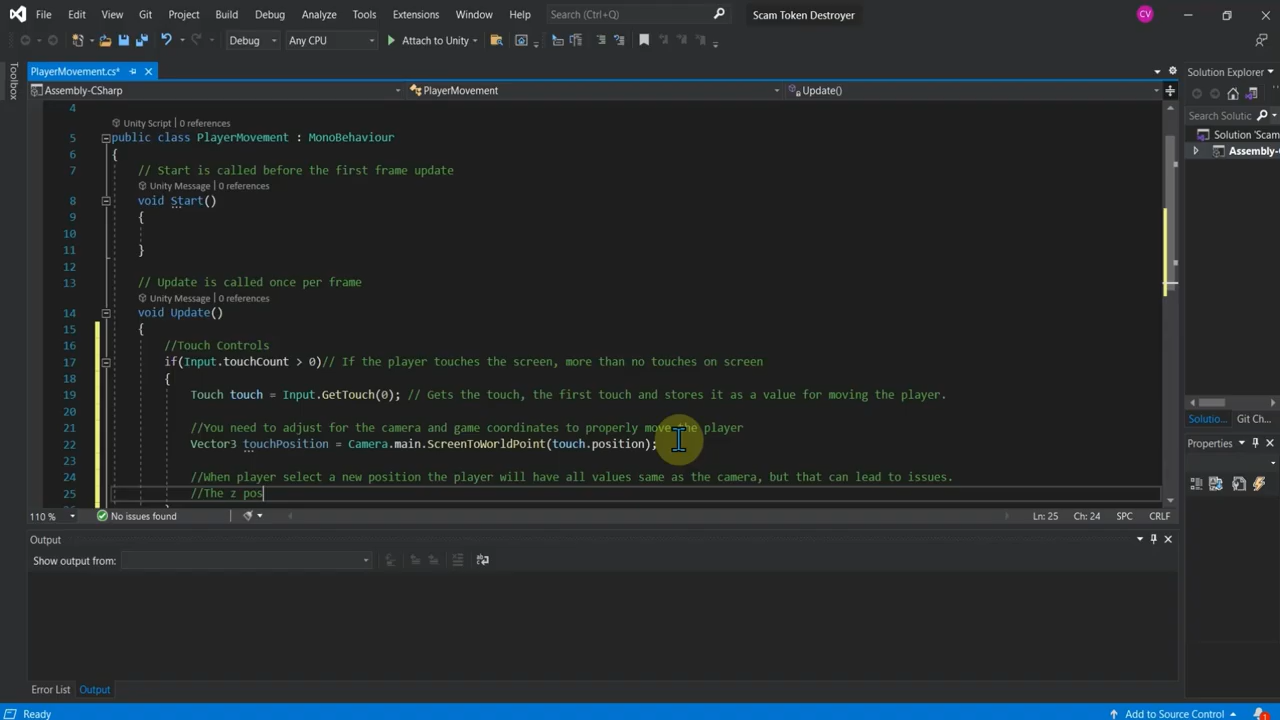 File Edit View Git Project Build Debug Analyze Tools Extensions Window Help Search (Ctrl+Q) Scam Token Destroyer CV
Debug Any CPU Attach to Unity
Toolbox
PlayerMovement.cs*
Assembly-CSharp PlayerMovement Update()
4
Unity Script | 0 references
5 public class PlayerMovement : MonoBehaviour
6 {
7 // Start is called before the first frame update
Unity Message | 0 references
8 void Start()
9 {
10
11 }
12
13 // Update is called once per frame
Unity Message | 0 references
14 void Update()
15 {
16 //Touch Controls
17 if(Input.touchCount > 0)// If the player touches the screen, more than no touches on screen
18 {
19 Touch touch = Input.GetTouch(0); // Gets the touch, the first touch and stores it as a value for moving the player.
20
21 //You need to adjust for the camera and game coordinates to properly move the player
22 Vector3 touchPosition = Camera.main.ScreenToWorldPoint(touch.position);
23
24 //When player select a new position the player will have all values same as the camera, but that can lead to issues.
25 //The z pos
110 % No issues found Ln: 25 Ch: 24 SPC CRLF
Output
Show output from:
Error List Output
Ready Add to Source Control
Solution Explorer
Search Solutic
Solution 'Scam
Assembly-C
Solutio... Git Ch...
Properties